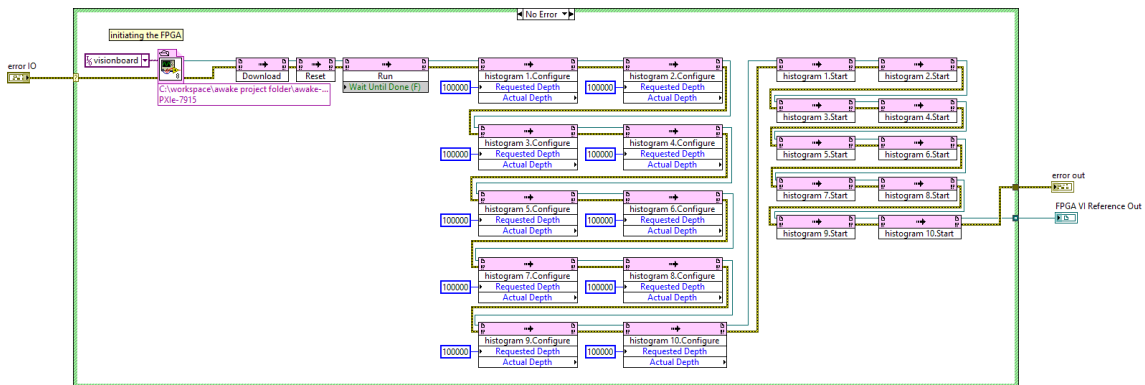 No Error
initiating the FPGA
error IO
visionboard
8
Download
Reset
Run
Wait Until Done (F)
C:\workspace\awake project folder\awake-...
PXIe-7915
histogram 1.Configure
100000
Requested Depth
Actual Depth
histogram 2.Configure
100000
Requested Depth
Actual Depth
histogram 3.Configure
100000
Requested Depth
Actual Depth
histogram 4.Configure
100000
Requested Depth
Actual Depth
histogram 5.Configure
100000
Requested Depth
Actual Depth
histogram 6.Configure
100000
Requested Depth
Actual Depth
histogram 7.Configure
100000
Requested Depth
Actual Depth
histogram 8.Configure
100000
Requested Depth
Actual Depth
histogram 9.Configure
100000
Requested Depth
Actual Depth
histogram 10.Configure
100000
Requested Depth
Actual Depth
histogram 1.Start
histogram 2.Start
histogram 3.Start
histogram 4.Start
histogram 5.Start
histogram 6.Start
histogram 7.Start
histogram 8.Start
histogram 9.Start
histogram 10.Start
error out
FPGA VI Reference Out